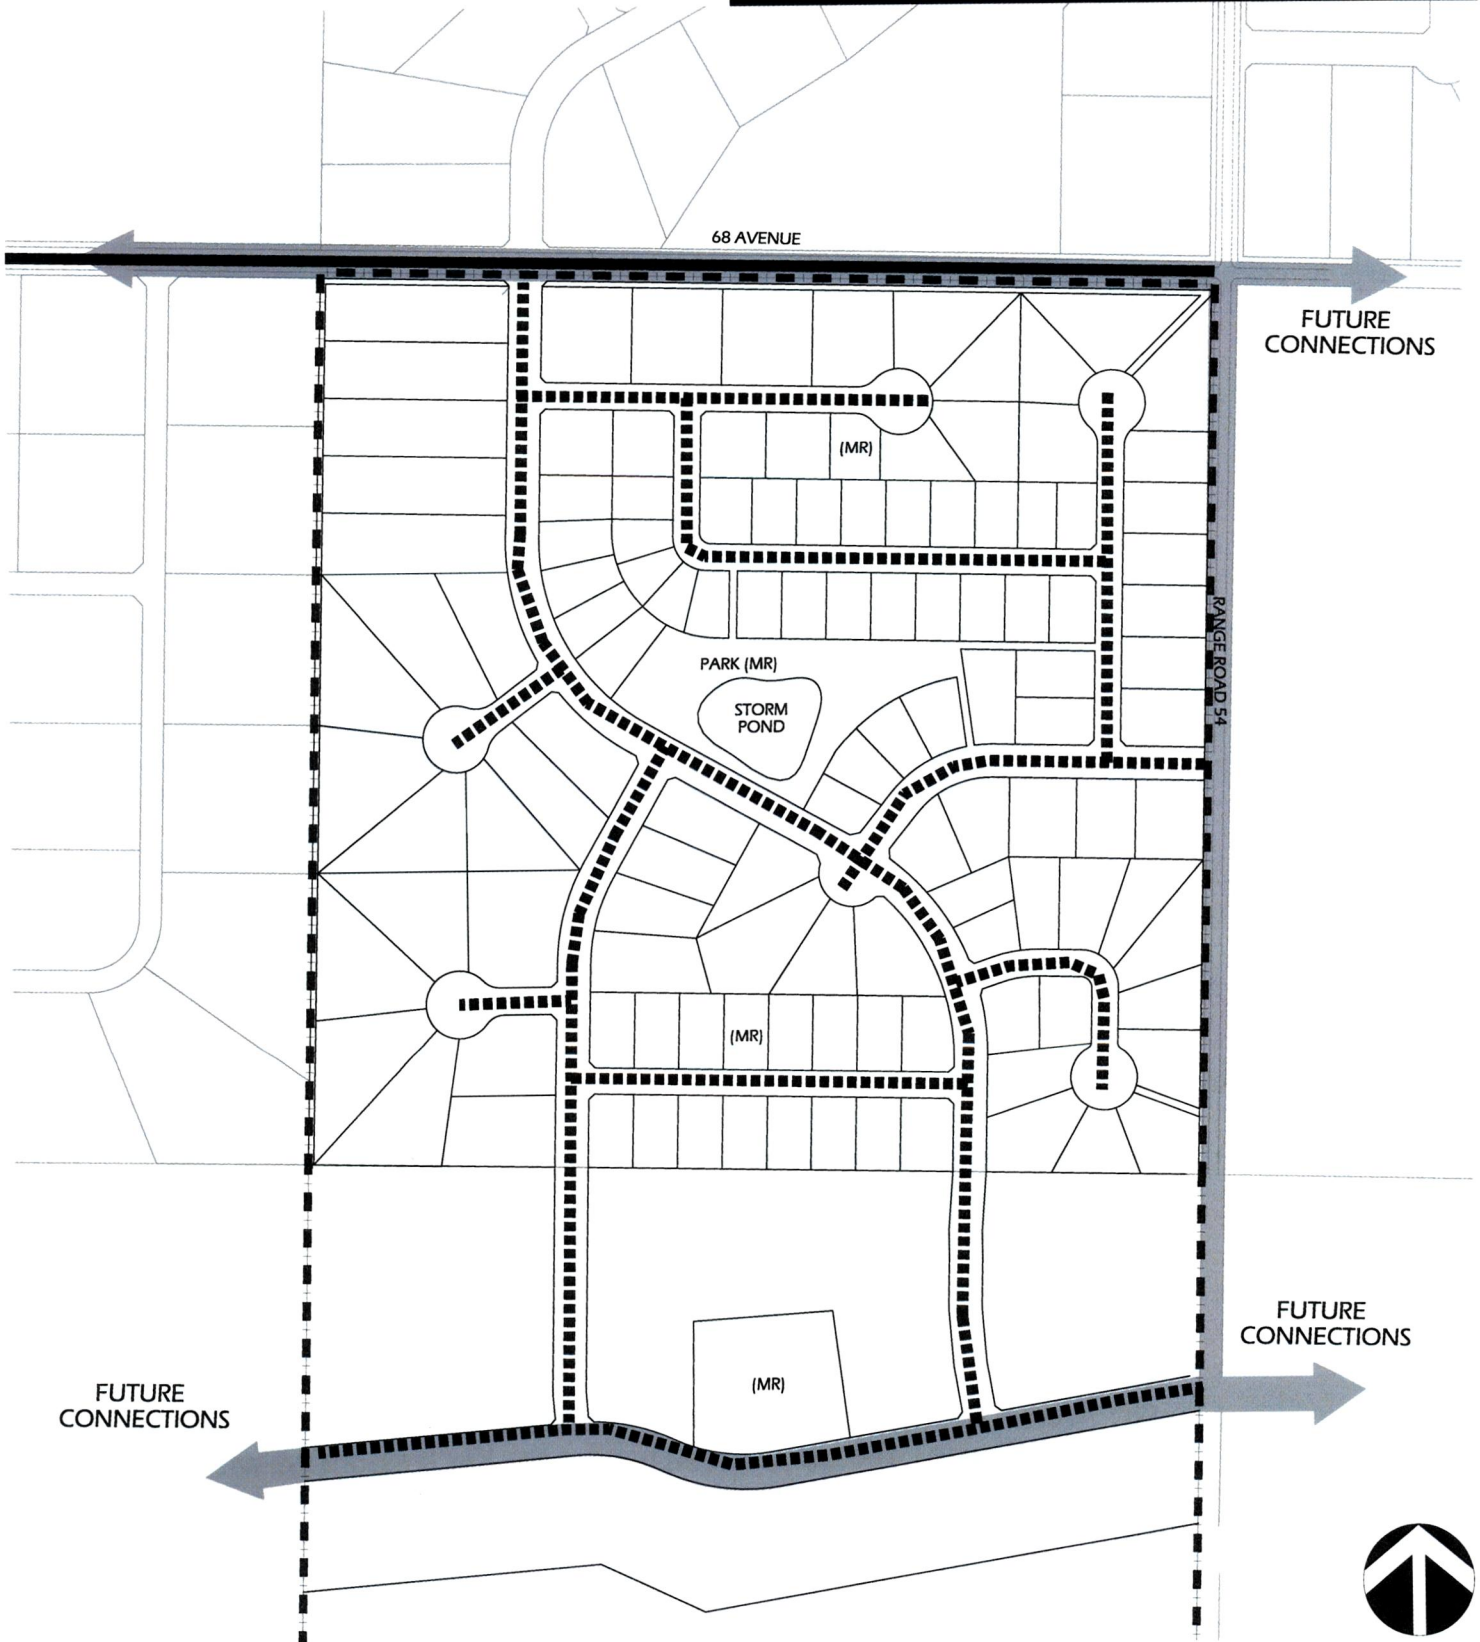 68 AVENUE
FUTURE
CONNECTIONS
(MR)
RANGE ROAD 54
PARK (MR)
STORM
POND
(MR)
FUTURE
CONNECTIONS
(MR)
FUTURE
CONNECTIONS